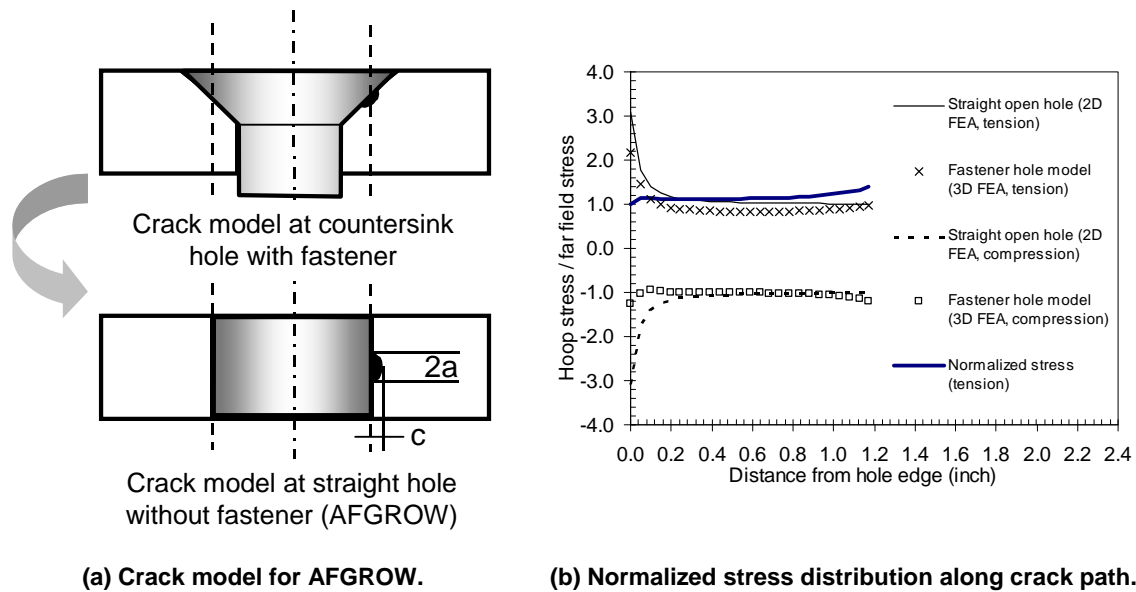 Crack model at countersink
hole with fastener
2a
c
Crack model at straight hole
without fastener (AFGROW)
(a) Crack model for AFGROW.
Hoop stress / far field stress
4.0
3.0
2.0
1.0
0.0
-1.0
-2.0
-3.0
-4.0
0.0 0.2 0.4 0.6 0.8 1.0 1.2 1.4 1.6 1.8 2.0 2.2 2.4
Distance from hole edge (inch)
Straight open hole (2D
FEA, tension)
Fastener hole model
(3D FEA, tension)
Straight open hole (2D
FEA, compression)
Fastener hole model
(3D FEA, compression)
Normalized stress
(tension)
(b) Normalized stress distribution along crack path.